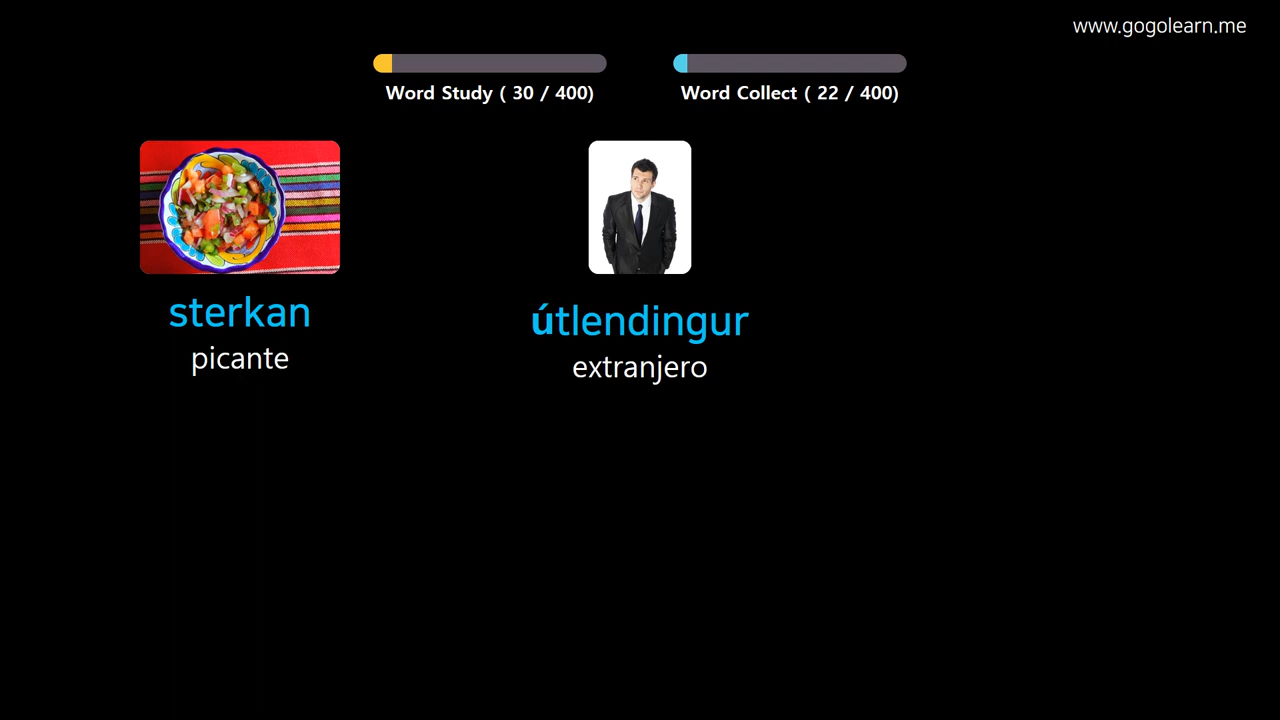 www.gogolearn.me
Word Study ( 30 / 400)
Word Collect ( 22 / 400)
sterkan
picante
útlendingur
extranjero